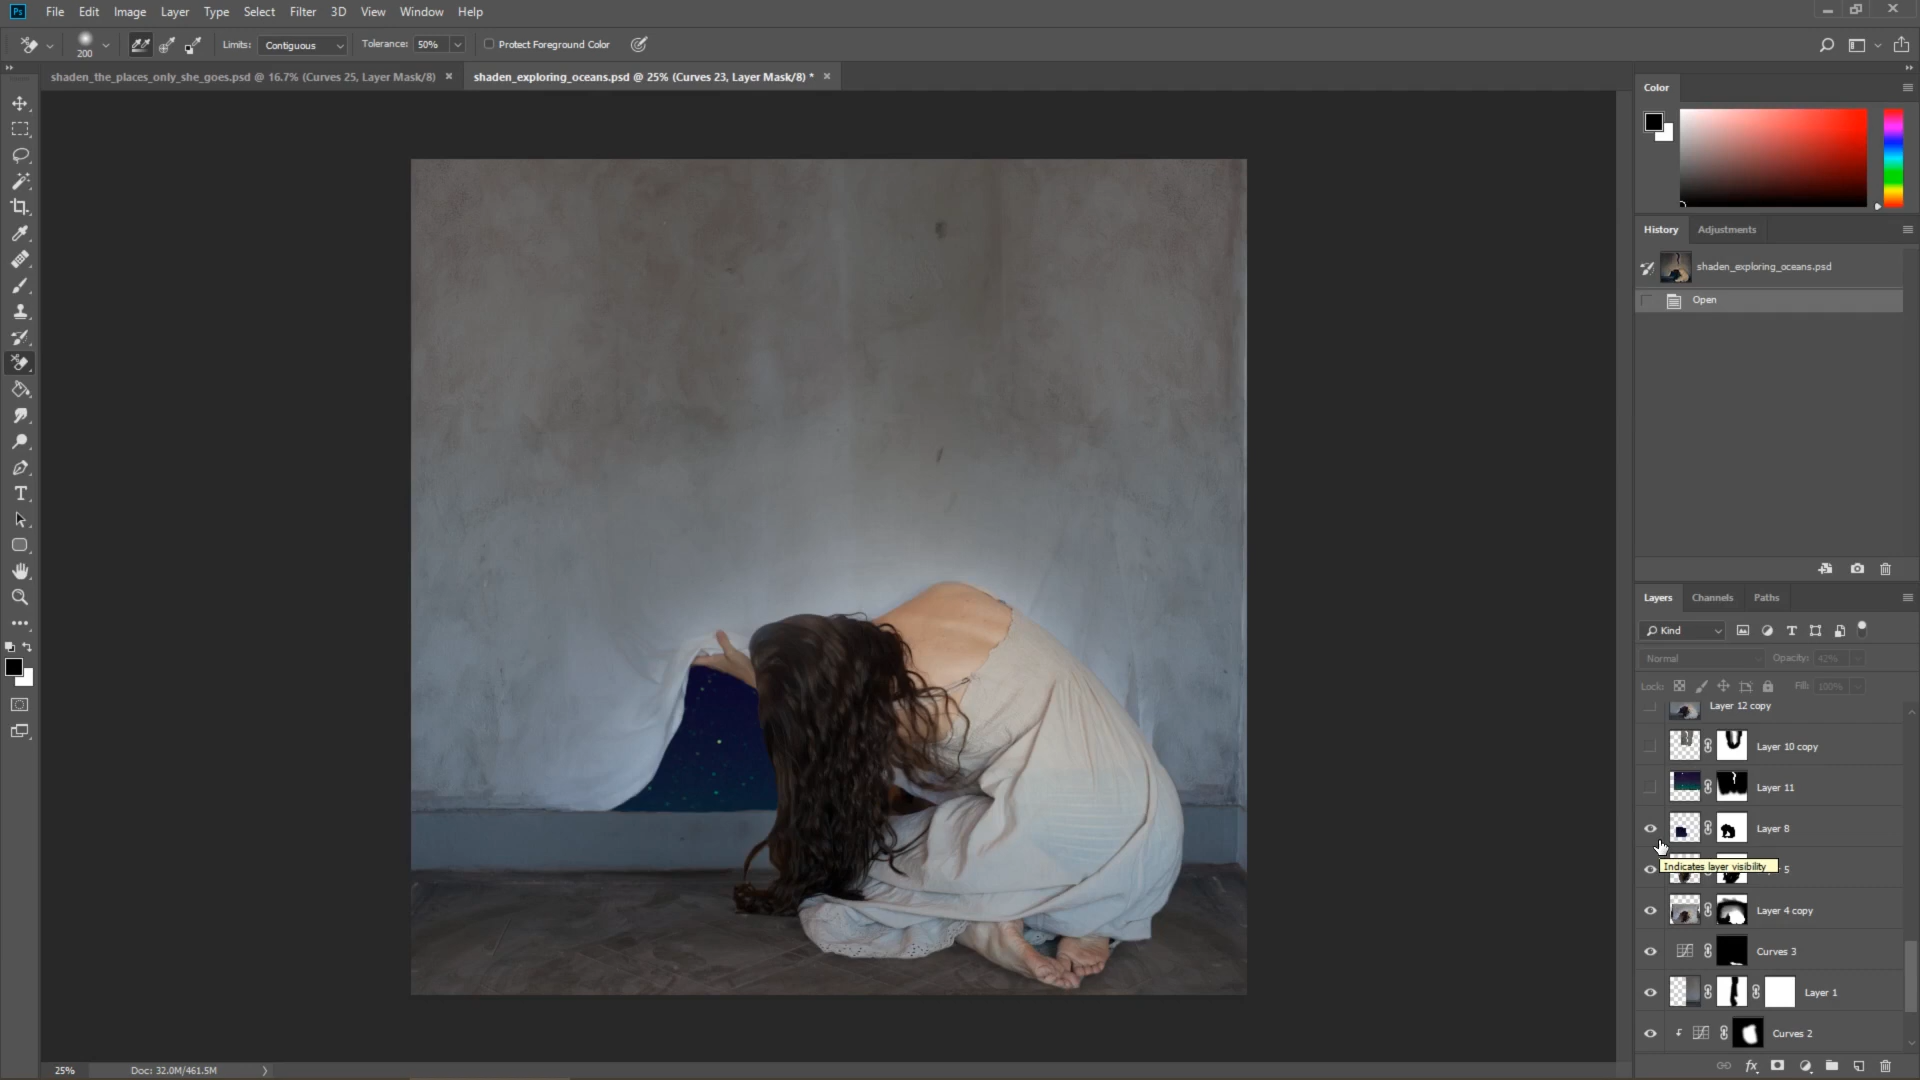 Ps File Edit Image Layer Type Select Filter 3D View Window Help
200 Limits: Contiguous Tolerance: 50% Protect Foreground Color
shaden_the_places_only_she_goes.psd @ 16.7% (Curves 25, Layer Mask/8) × shaden_exploring_oceans.psd @ 25% (Curves 23, Layer Mask/8) * ×
Color
History Adjustments
shaden_exploring_oceans.psd
Open
Layers Channels Paths
Kind
Normal Opacity: 42%
Lock: Fill: 100%
Layer 12 copy
Layer 10 copy
Layer 11
Layer 8
Indicates layer visibility 5
Layer 4 copy
Curves 3
Layer 1
Curves 2
25% Doc: 32.0M/461.5M